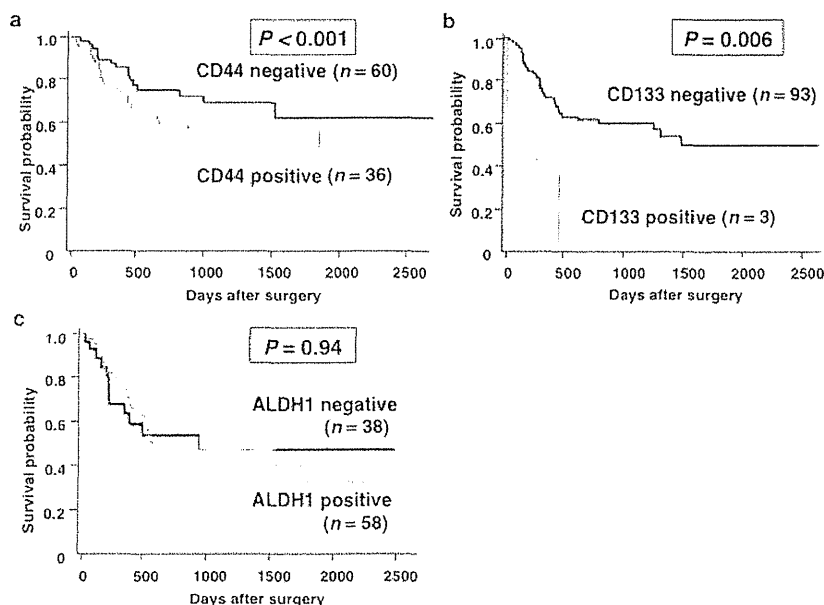 a
P < 0.001
CD44 negative (n = 60)
CD44 positive (n = 36)
Survival probability
1.0
0.8
0.6
0.4
0.2
0
0 500 1000 1500 2000 2500
Days after surgery
b
P = 0.006
CD133 negative (n = 93)
CD133 positive (n = 3)
Survival probability
1.0
0.8
0.6
0.4
0.2
0
0 500 1000 1500 2000 2500
Days after surgery
c
P = 0.94
ALDH1 negative
(n = 38)
ALDH1 positive
(n = 58)
Survival probability
1.0
0.8
0.6
0.4
0.2
0
0 500 1000 1500 2000 2500
Days after surgery